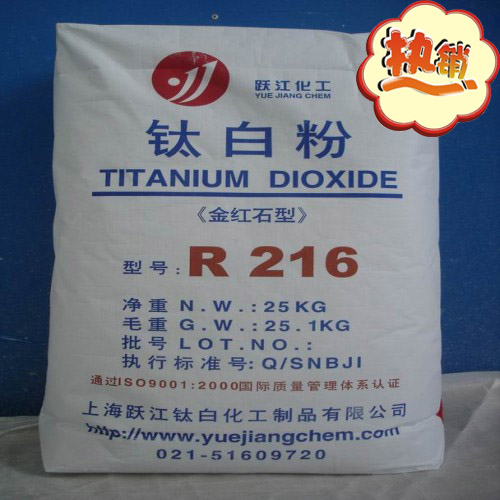 热销
跃江化工
YUE JIANG CHEM
钛白粉
TITANIUM DIOXIDE
《金红石型》
型号：R 216
净重 N.W.:25KG
毛重 G.W.:25.1KG
批号 LOT.NO.:
执行标准号: Q/SNBJI
通过ISO9001:2000国际质量管理体系认证
上海跃江钛白化工制品有限公司
http://www.yuejiangchem.com
021-51609720